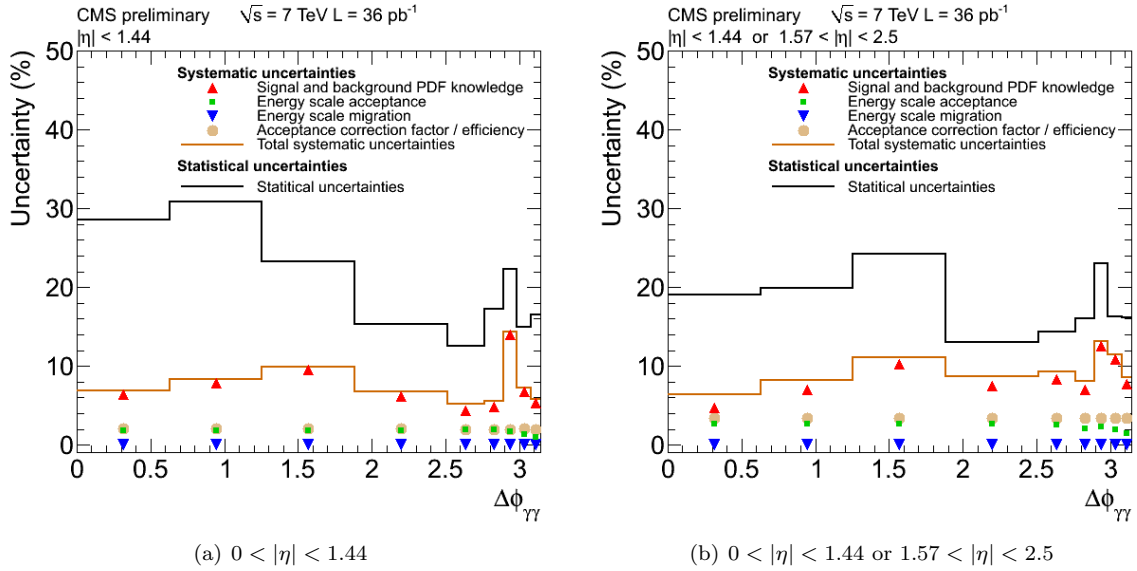 CMS preliminary √s = 7 TeV L = 36 pb⁻¹
|η| < 1.44
Uncertainty (%)
50
40
30
20
10
0
Systematic uncertainties
Signal and background PDF knowledge
Energy scale acceptance
Energy scale migration
Acceptance correction factor / efficiency
Total systematic uncertainties
Statistical uncertainties
Statitical uncertainties
0 0.5 1 1.5 2 2.5 3
Δϕγγ
(a) 0 < |η| < 1.44
CMS preliminary √s = 7 TeV L = 36 pb⁻¹
|η| < 1.44 or 1.57 < |η| < 2.5
Uncertainty (%)
50
40
30
20
10
0
Systematic uncertainties
Signal and background PDF knowledge
Energy scale acceptance
Energy scale migration
Acceptance correction factor / efficiency
Total systematic uncertainties
Statistical uncertainties
Statitical uncertainties
0 0.5 1 1.5 2 2.5 3
Δϕγγ
(b) 0 < |η| < 1.44 or 1.57 < |η| < 2.5